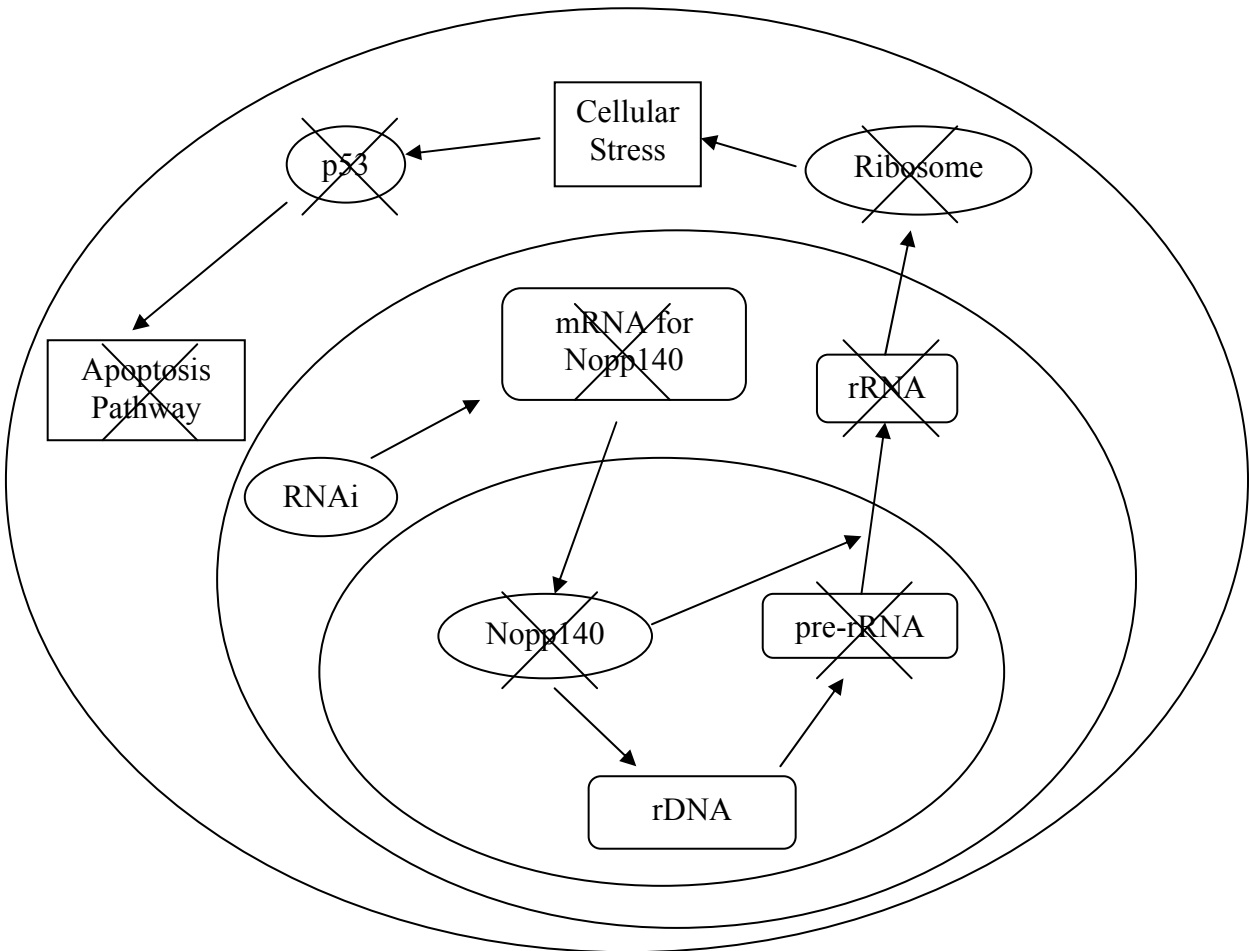 Cellular
Stress
p53
Ribosome
mRNA for
Nopp140
Apoptosis
Pathway
rRNA
RNAi
Nopp140
pre-rRNA
rDNA